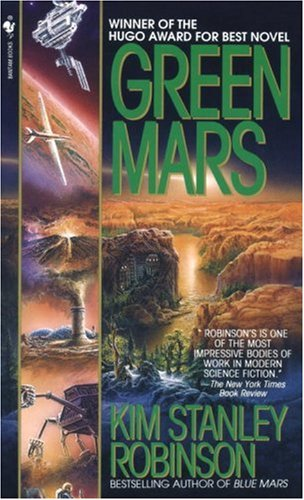 BANTAM BOOKS
WINNER OF THE
HUGO AWARD FOR BEST NOVEL
GREEN
MARS
"ROBINSON'S IS ONE
OF THE MOST
IMPRESSIVE BODIES OF
WORK IN MODERN
SCIENCE FICTION."
—The New York Times
Book Review
KIM STANLEY
ROBINSON
BESTSELLING AUTHOR OF BLUE MARS